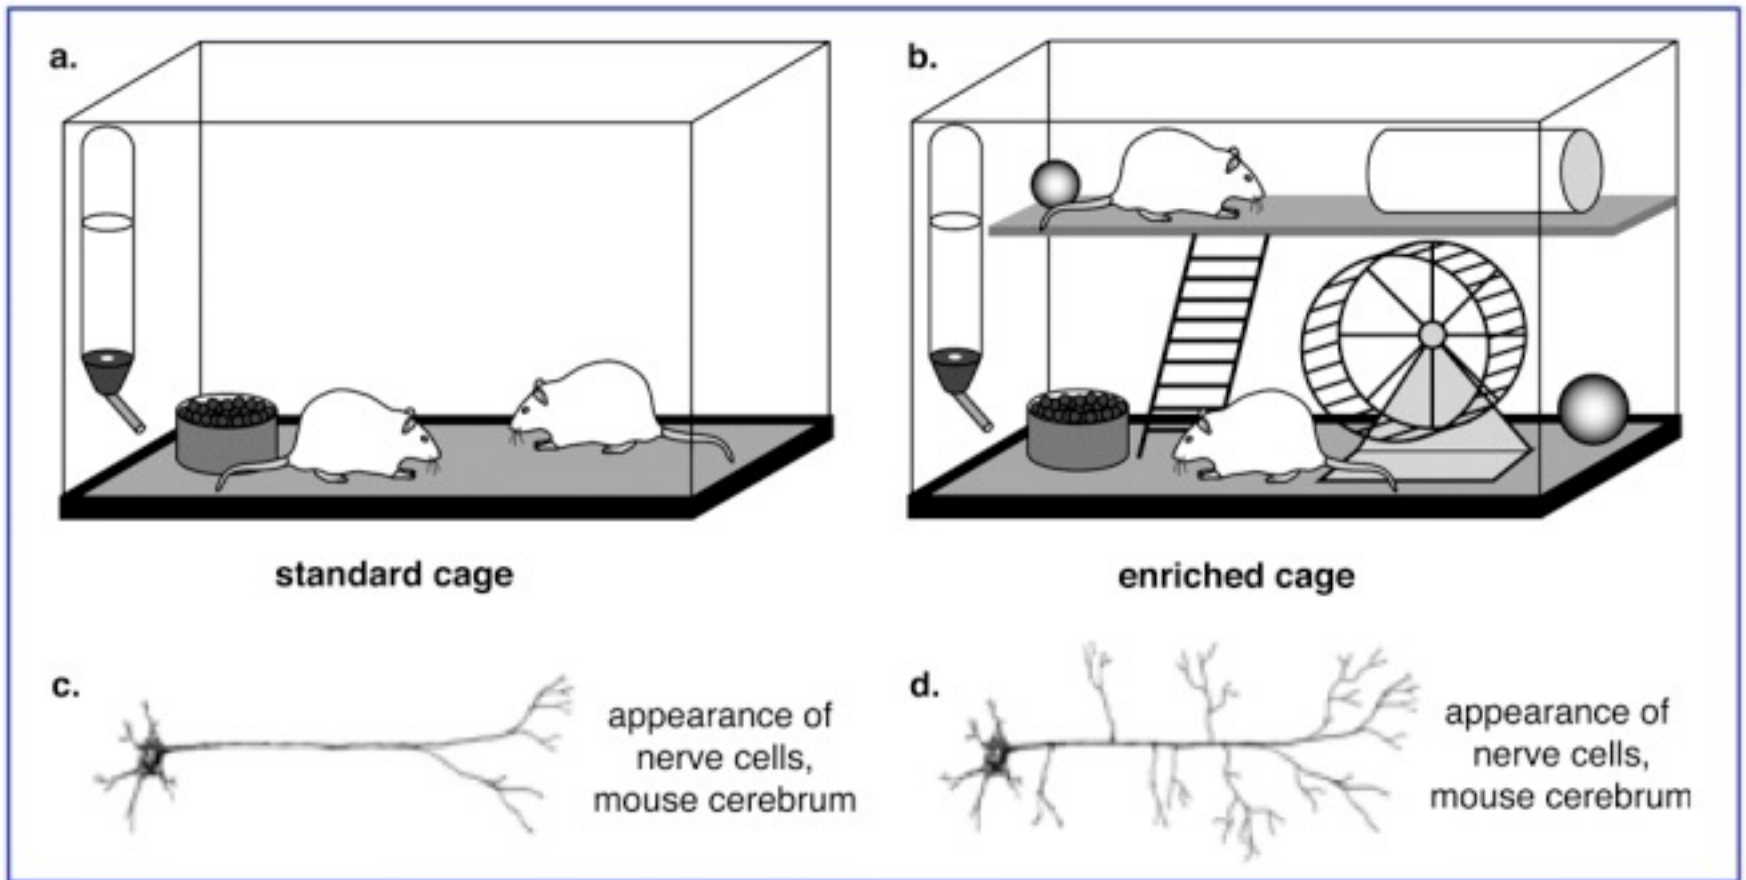 a.
b.
standard cage
enriched cage
c.
appearance of
nerve cells,
mouse cerebrum
d.
appearance of
nerve cells,
mouse cerebrum